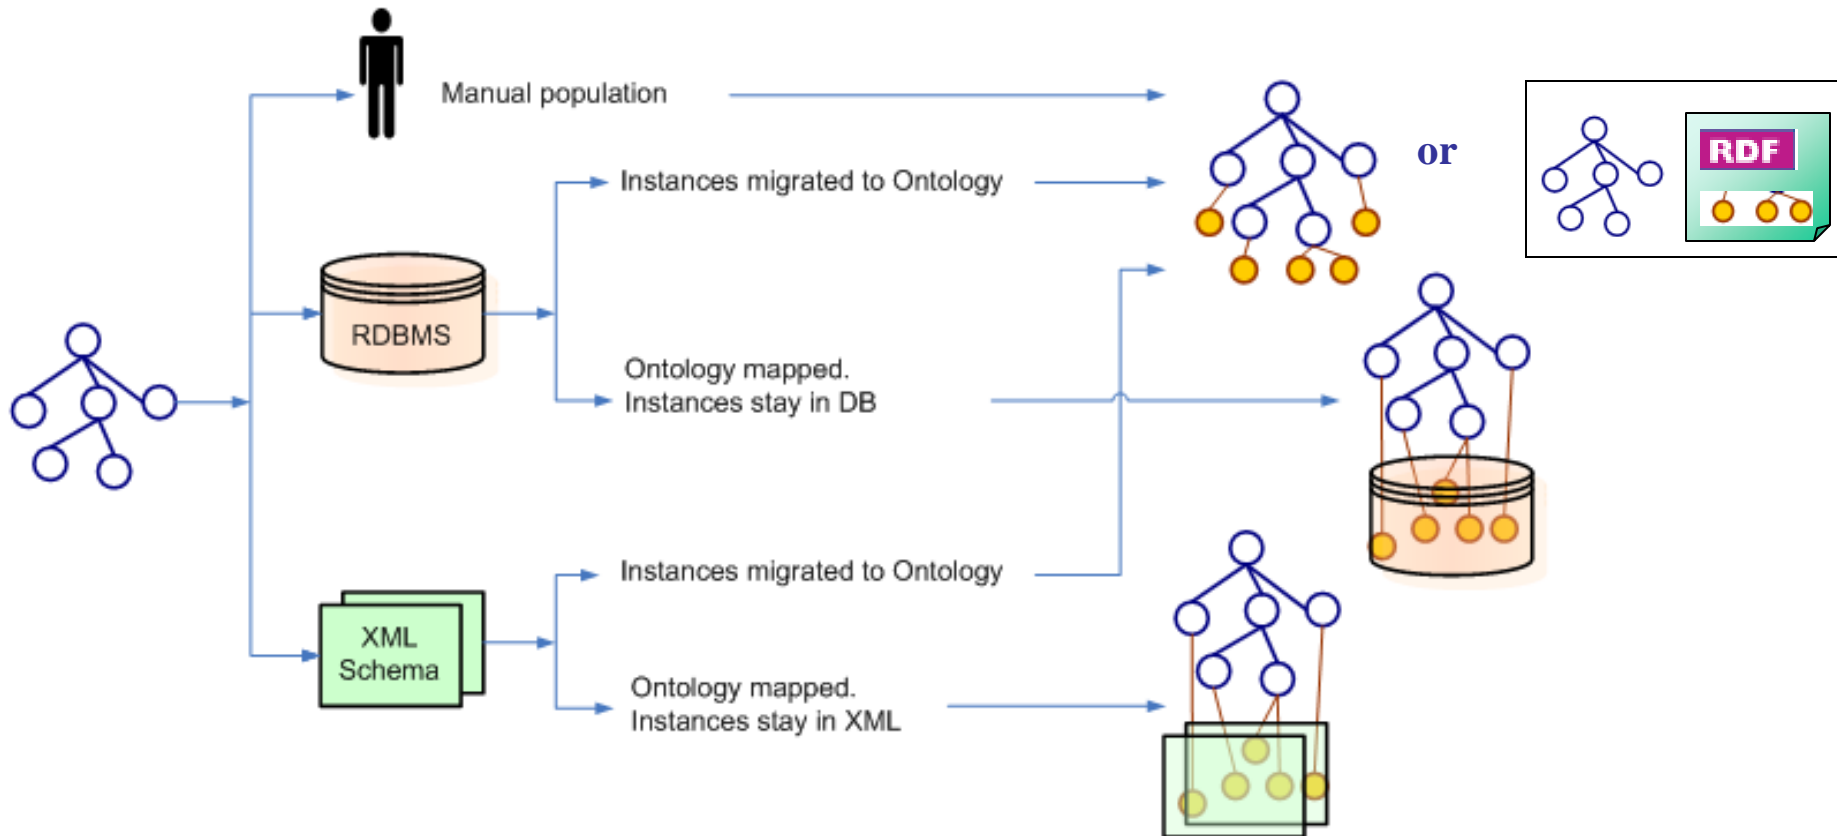 Manual population
or
RDF
Instances migrated to Ontology
RDBMS
Ontology mapped.
Instances stay in DB
Instances migrated to Ontology
XML
Schema
Ontology mapped.
Instances stay in XML